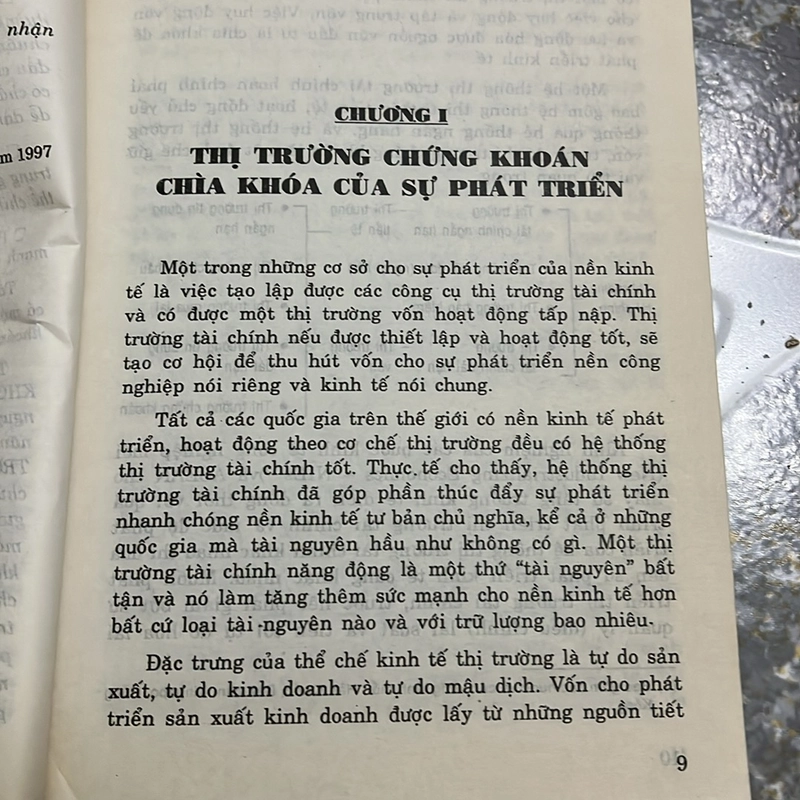 nhận
m 1997
CHƯƠNG I
THỊ TRƯỜNG CHỨNG KHOÁN
CHÌA KHÓA CỦA SỰ PHÁT TRIỂN
Một trong những cơ sở cho sự phát triển của nền kinh
tế là việc tạo lập được các công cụ thị trường tài chính
và có được một thị trường vốn hoạt động tấp nập. Thị
trường tài chính nếu được thiết lập và hoạt động tốt, sẽ
tạo cơ hội để thu hút vốn cho sự phát triển nền công
nghiệp nói riêng và kinh tế nói chung.
Tất cả các quốc gia trên thế giới có nền kinh tế phát
triển, hoạt động theo cơ chế thị trường đều có hệ thống
thị trường tài chính tốt. Thực tế cho thấy, hệ thống thị
trường tài chính đã góp phần thúc đẩy sự phát triển
nhanh chóng nền kinh tế tư bản chủ nghĩa, kể cả ở những
quốc gia mà tài nguyên hầu như không có gì. Một thị
trường tài chính năng động là một thứ “tài nguyên” bất
tận và nó làm tăng thêm sức mạnh cho nền kinh tế hơn
bất cứ loại tài nguyên nào và với trữ lượng bao nhiêu.
Đặc trưng của thể chế kinh tế thị trường là tự do sản
xuất, tự do kinh doanh và tự do mậu dịch. Vốn cho phát
triển sản xuất kinh doanh được lấy từ những nguồn tiết
9